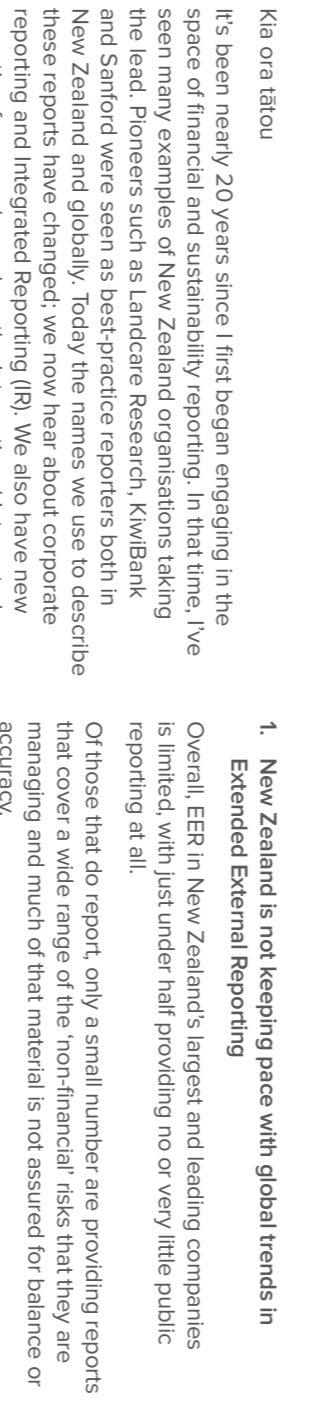 Kia ora tātou
It's been nearly 20 years since I first began engaging in the
space of financial and sustainability reporting. In that time, I've
seen many examples of New Zealand organisations taking
the lead. Pioneers such as Landcare Research, KiwiBank
and Sanford were seen as best-practice reporters both in
New Zealand and globally. Today the names we use to describe
these reports have changed; we now hear about corporate
reporting and Integrated Reporting (IR). We also have new
1. New Zealand is not keeping pace with global trends in
Extended External Reporting
Overall, EER in New Zealand's largest and leading companies
is limited, with just under half providing no or very little public
reporting at all.
Of those that do report, only a small number are providing reports
that cover a wide range of the 'non-financial' risks that they are
managing and much of that material is not assured for balance or
accuracy.